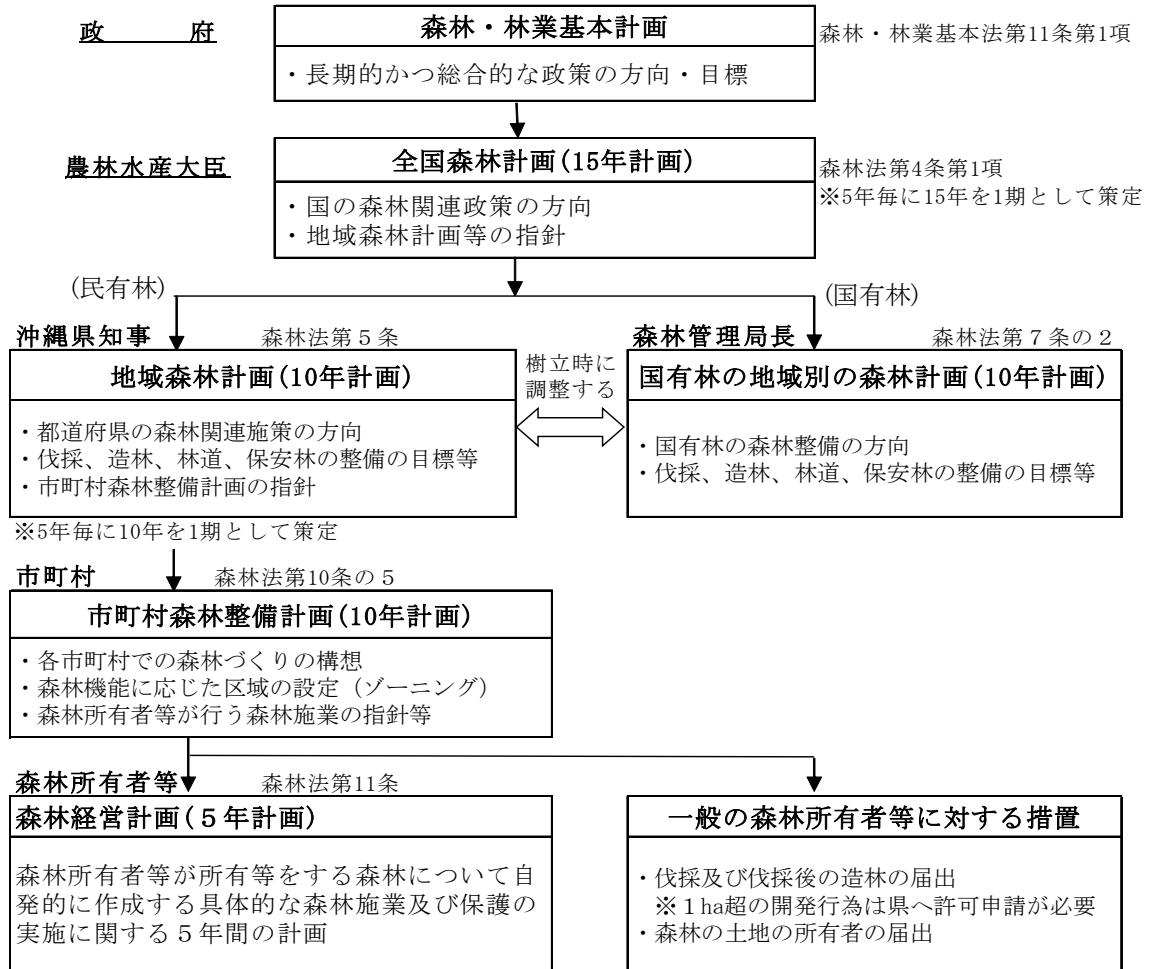 政　　　府
森林・林業基本計画
森林・林業基本法第11条第1項
・長期的かつ総合的な政策の方向・目標
農林水産大臣
全国森林計画(15年計画)
森林法第4条第1項
※5年毎に15年を1期として策定
・国の森林関連政策の方向
・地域森林計画等の指針
(民有林)
(国有林)
沖縄県知事
森林法第５条
森林管理局長
森林法第７条の２
地域森林計画(10年計画)
樹立時に
調整する
国有林の地域別の森林計画(10年計画)
・都道府県の森林関連施策の方向
・伐採、造林、林道、保安林の整備の目標等
・市町村森林整備計画の指針
・国有林の森林整備の方向
・伐採、造林、林道、保安林の整備の目標等
※5年毎に10年を1期として策定
市町村
森林法第10条の５
市町村森林整備計画(10年計画)
・各市町村での森林づくりの構想
・森林機能に応じた区域の設定（ゾーニング）
・森林所有者等が行う森林施業の指針等
森林所有者等
森林法第11条
森林経営計画(５年計画)
森林所有者等が所有等をする森林について自
発的に作成する具体的な森林施業及び保護の
実施に関する５年間の計画
一般の森林所有者等に対する措置
・伐採及び伐採後の造林の届出
※１ha超の開発行為は県へ許可申請が必要
・森林の土地の所有者の届出